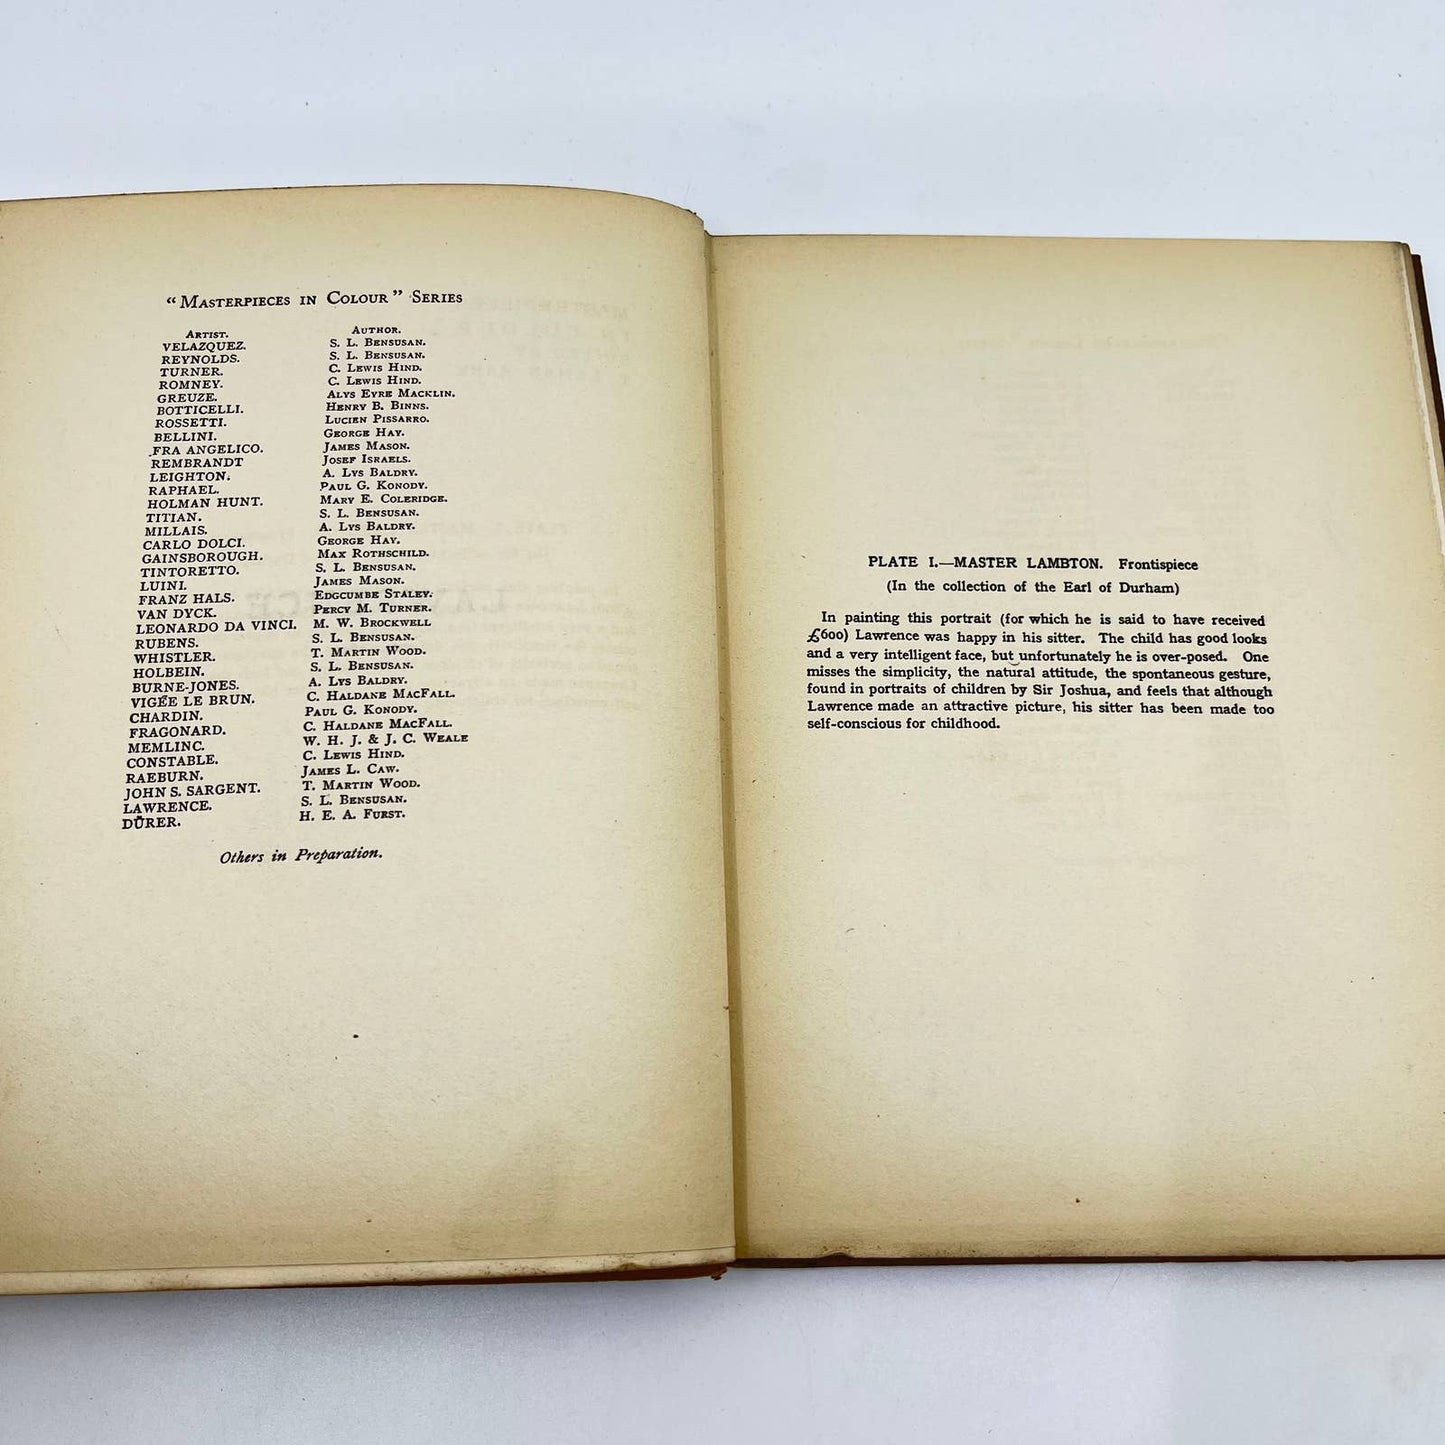 "Masterpieces in Colour" Series
Artist. Author.
VELAZQUEZ. S. L. Bensusan.
REYNOLDS. S. L. Bensusan.
TURNER. C. Lewis Hind.
ROMNEY. C. Lewis Hind.
GREUZE. Alys Eyre Macklin.
BOTTICELLI. Henry B. Binns.
ROSSETTI. Lucien Pissarro.
BELLINI. George Hay.
FRA ANGELICO. James Mason.
REMBRANDT Josef Israels.
LEIGHTON. A. Lys Baldry.
RAPHAEL. Paul G. Konody.
HOLMAN HUNT. Mary E. Coleridge.
TITIAN. S. L. Bensusan.
MILLAIS. A. Lys Baldry.
CARLO DOLCI. George Hay.
GAINSBOROUGH. Max Rothschild.
TINTORETTO. S. L. Bensusan.
LUINI. James Mason.
FRANZ HALS. Edgcumbe Staley.
VAN DYCK. Percy M. Turner.
LEONARDO DA VINCI. M. W. Brockwell
RUBENS. S. L. Bensusan.
WHISTLER. T. Martin Wood.
HOLBEIN. S. L. Bensusan.
BURNE-JONES. A. Lys Baldry.
VIGÉE LE BRUN. C. Haldane MacFall.
CHARDIN. Paul G. Konody.
FRAGONARD. C. Haldane MacFall.
MEMLINC. W. H. J. & J. C. Weale
CONSTABLE. C. Lewis Hind.
RAEBURN. James L. Caw.
JOHN S. SARGENT. T. Martin Wood.
LAWRENCE. S. L. Bensusan.
DÜRER. H. E. A. Furst.
Others in Preparation.
PLATE I.—MASTER LAMBTON. Frontispiece
(In the collection of the Earl of Durham)
In painting this portrait (for which he is said to have received
£600) Lawrence was happy in his sitter. The child has good looks
and a very intelligent face, but unfortunately he is over-posed. One
misses the simplicity, the natural attitude, the spontaneous gesture,
found in portraits of children by Sir Joshua, and feels that although
Lawrence made an attractive picture, his sitter has been made too
self-conscious for childhood.